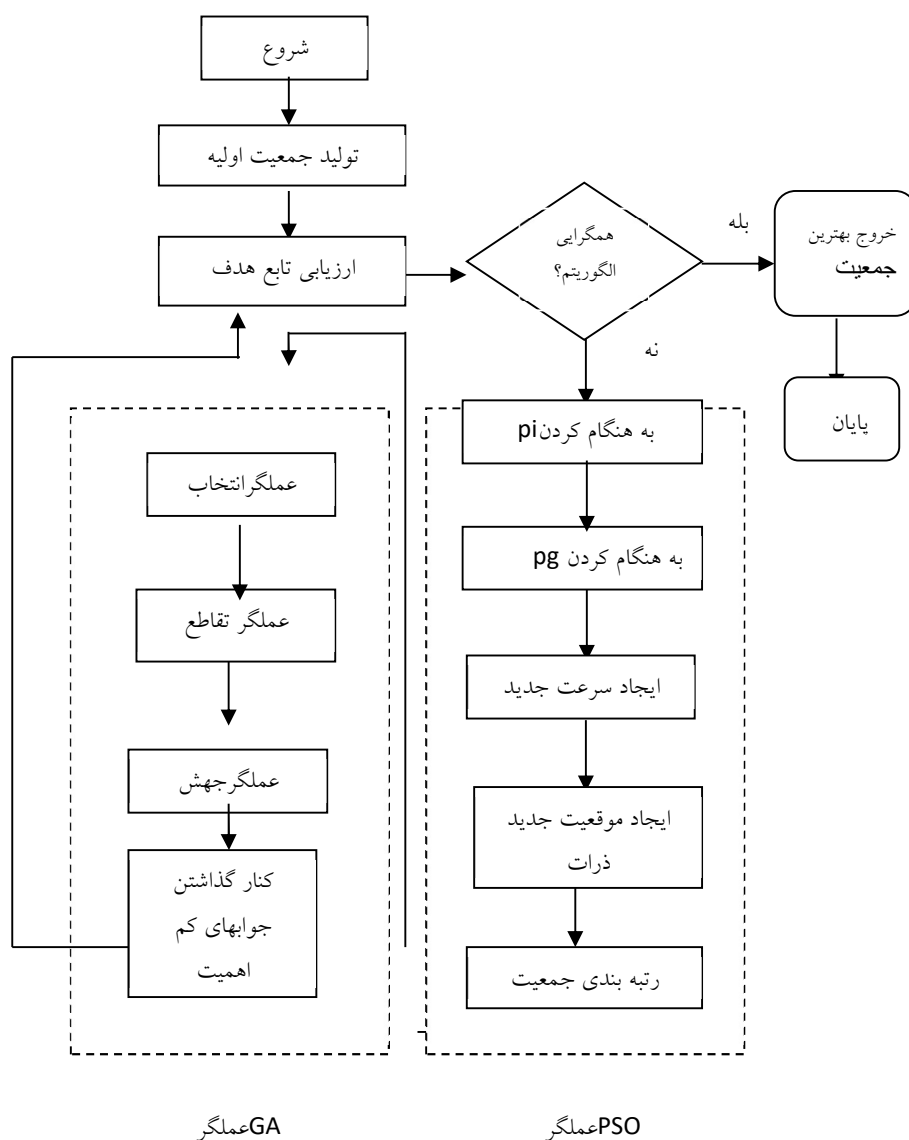 شروع
تولید جمعیت اولیه
ارزیابی تابع هدف
همگرایی
الگوریتم؟
بله
خروج بهترین
جمعیت
پایان
نه
به هنگام کردنpi
به هنگام کردن pg
ایجاد سرعت جدید
ایجاد موقعیت جدید
ذرات
رتبه بندی جمعیت
عملگرانتخاب
عملگر تقاطع
عملگرجهش
کنار گذاشتن
جوابهای کم
اهمیت
عملگرPSO
عملگرGA